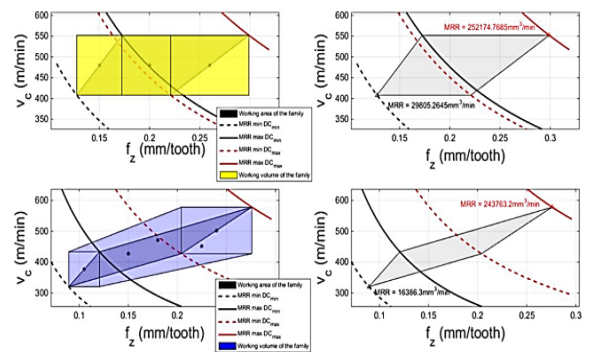 600
550
500
450
400
350
v_c (m/min)
0.15
0.2
0.25
f_z (mm/tooth)
Working area of the family
MRR min DC_min
MRR max DC_min
MRR min DC_max
MRR max DC_max
Working volume of the family
600
550
500
450
400
350
v_c (m/min)
MRR = 252174.7685mm³/min
MRR = 29805.2645mm³/min
0.15
0.2
0.25
0.3
f_z (mm/tooth)
600
500
400
300
v_c (m/min)
0.1
0.15
0.2
f_z (mm/tooth)
Working area of the family
MRR min DC_min
MRR max DC_min
MRR min DC_max
MRR max DC_max
Working volume of the family
600
500
400
300
v_c (m/min)
MRR = 243763.2mm³/min
MRR = 16386.3mm³/min
0.1
0.15
0.2
0.25
0.3
f_z (mm/tooth)